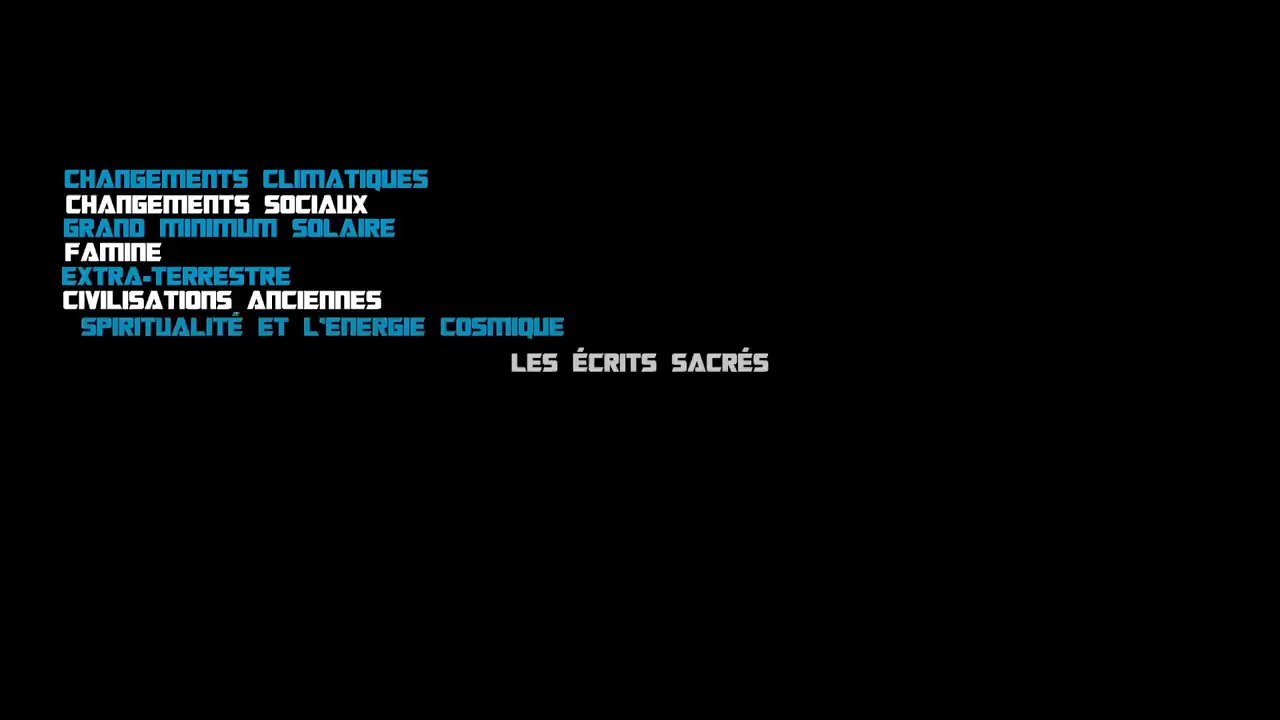 CHANGEMENTS CLIMATIQUES
CHANGEMENTS SOCIAUX
GRAND MINIMUM SOLAIRE
FAMINE
EXTRA-TERRESTRE
CIVILISATIONS ANCIENNES
SPIRITUALITÉ ET L'ENERGIE COSMIQUE
LES ÉCRITS SACRÉS